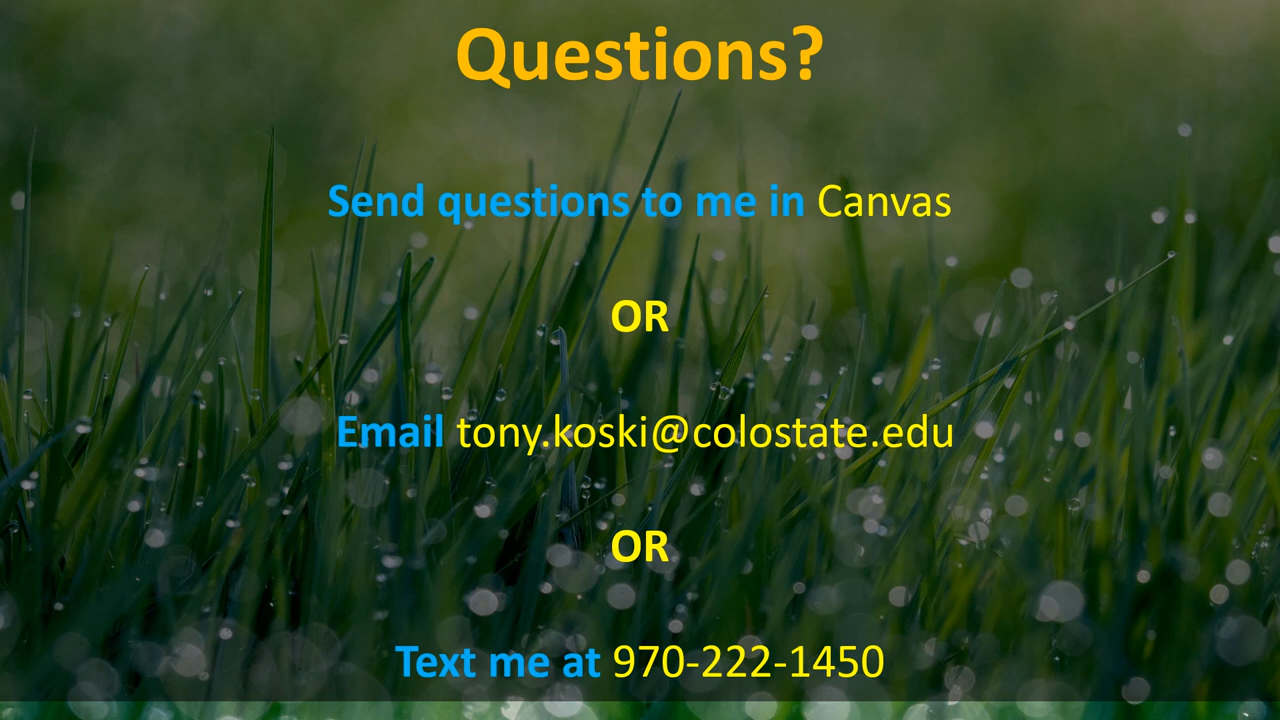 Questions?
Send questions to me in Canvas
OR
Email tony.koski@colostate.edu
OR
Text me at 970-222-1450